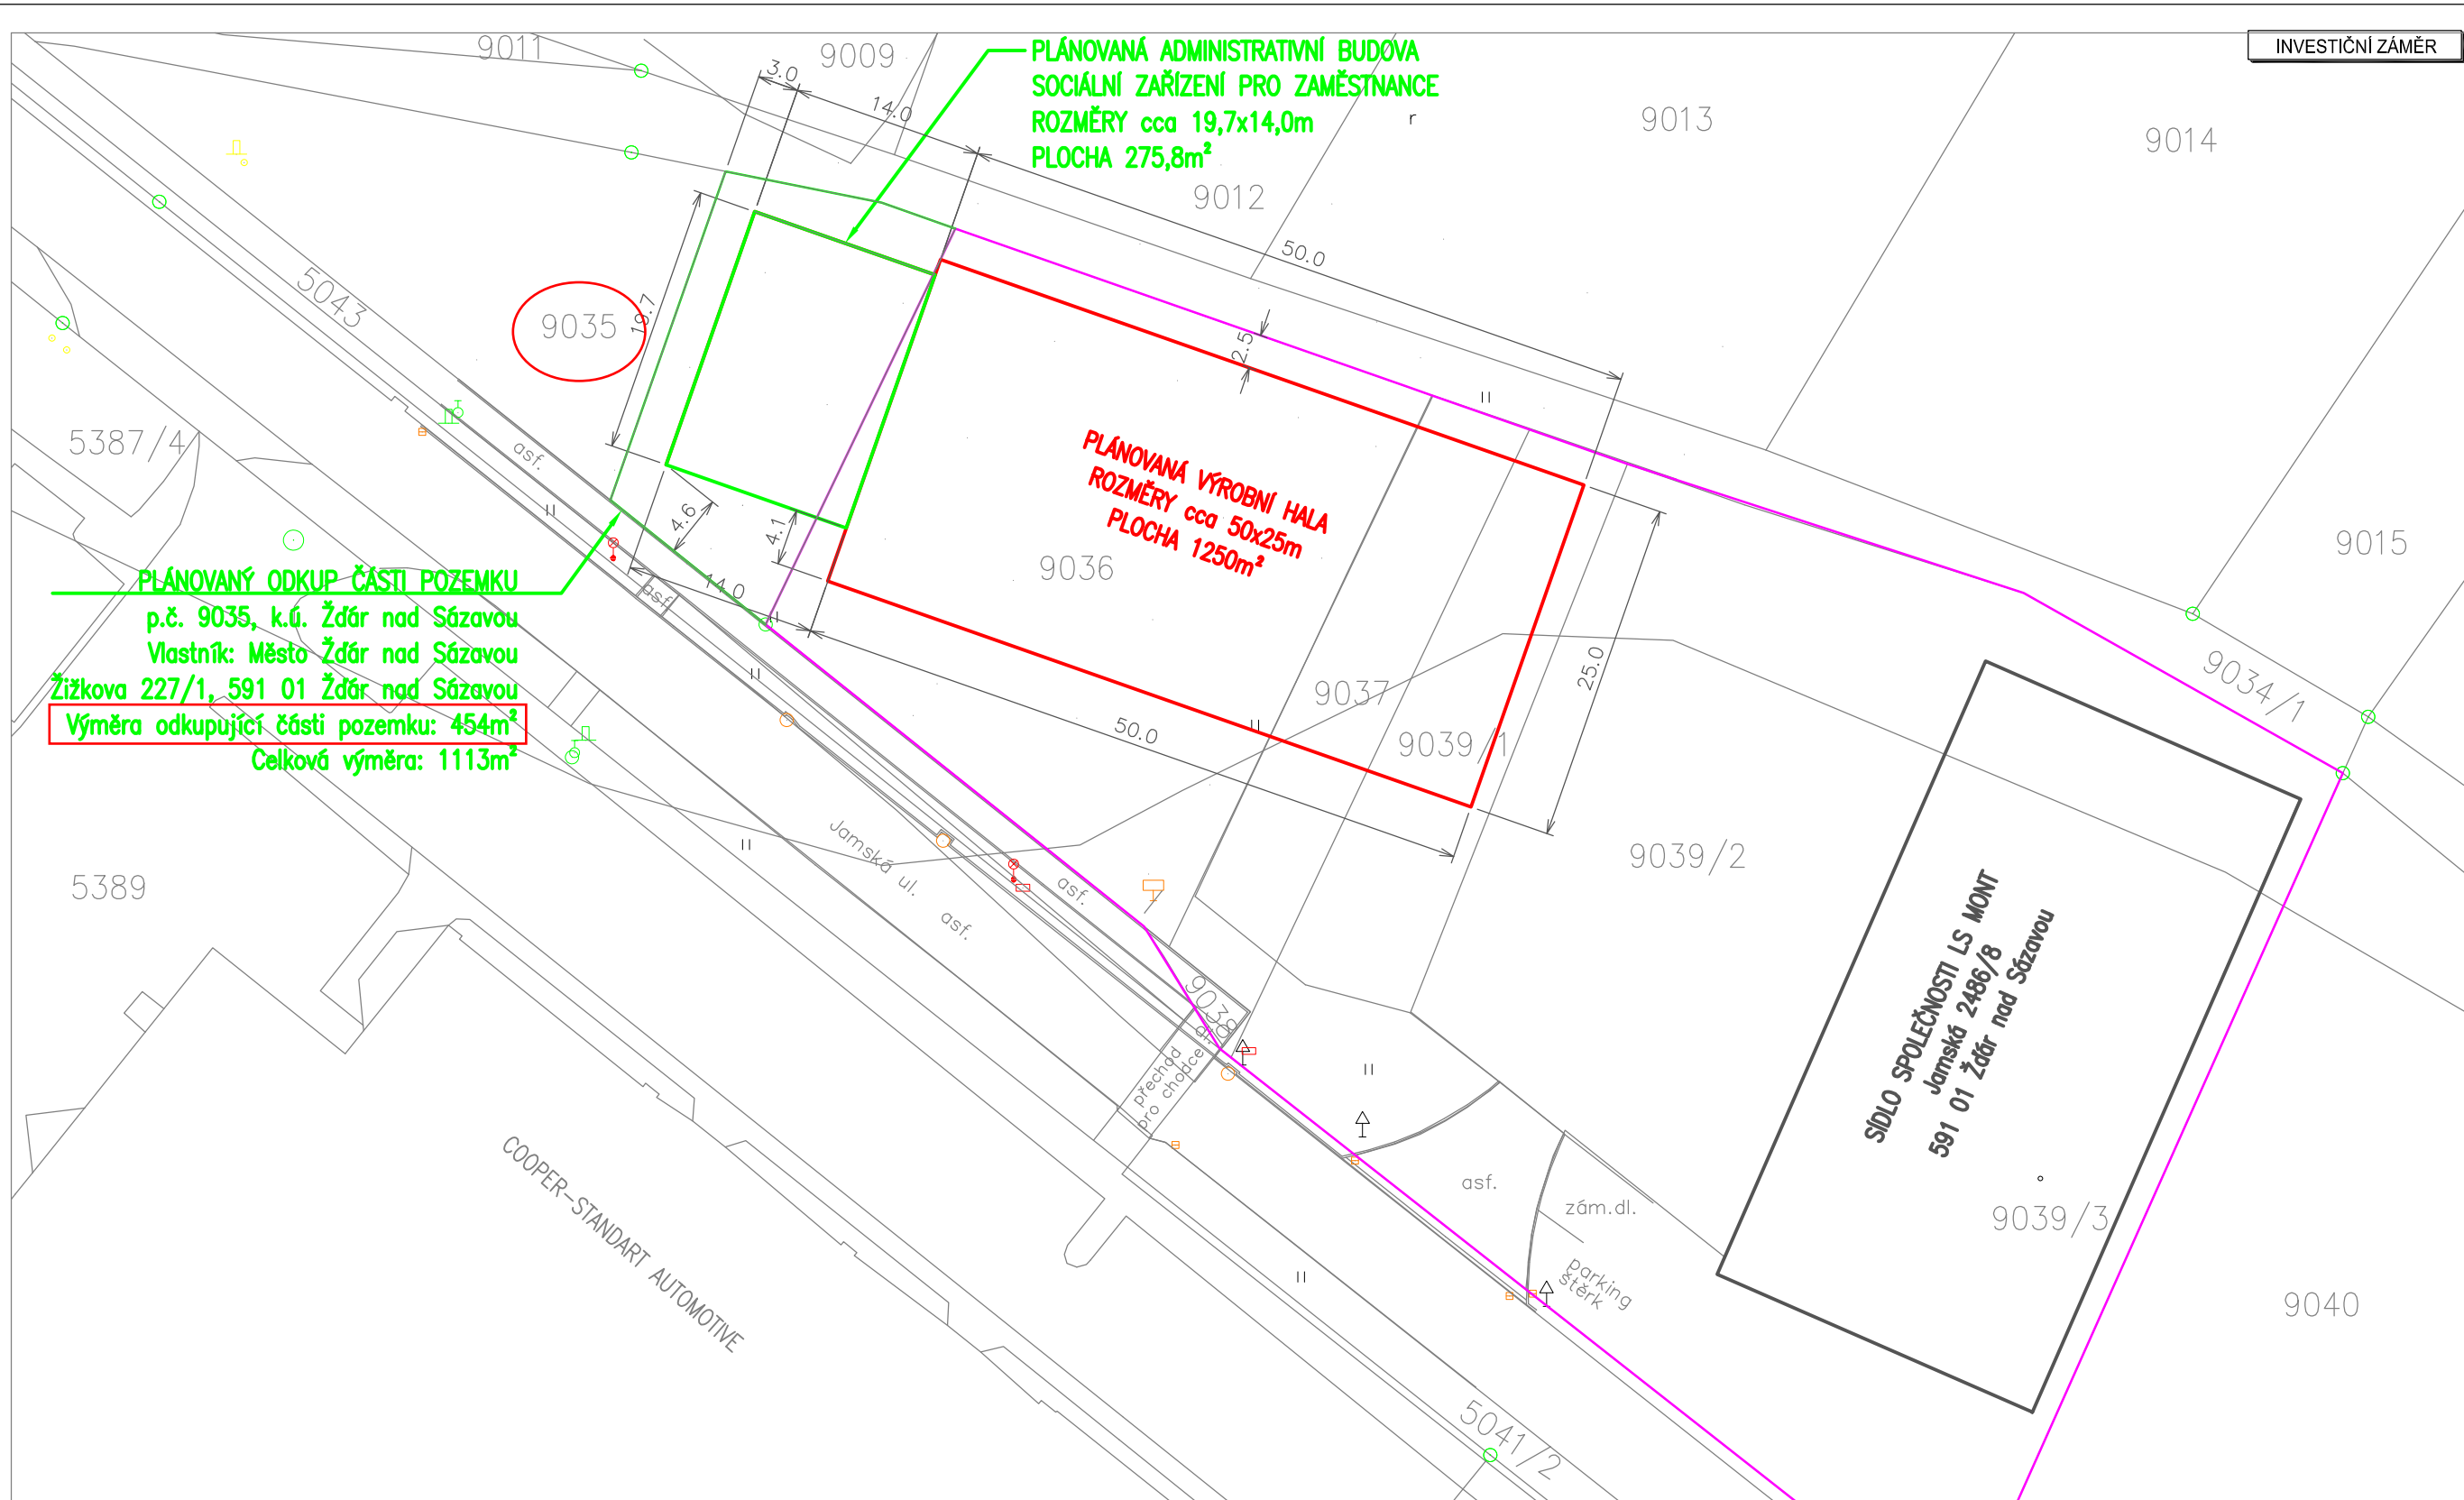 INVESTIČNÍ ZÁMĚR
9011
9009
3.0
14.0
PLÁNOVANÁ ADMINISTRATIVNÍ BUDOVA
SOCIÁLNÍ ZAŘÍZENÍ PRO ZAMĚSTNANCE
ROZMĚRY cca 19,7x14,0m
PLOCHA 275,8m²
r
9013
9014
9012
50.0
5043
9035
19.7
2.5
5387/4
asf.
PLÁNOVANÁ VÝROBNÍ HALA
ROZMĚRY cca 50x25m
PLOCHA 1250m²
9036
4.6
4.1
14.0
asf.
9015
PLÁNOVANÝ ODKUP ČÁSTI POZEMKU
p.č. 9035, k.ú. Žďár nad Sázavou
Vlastník: Město Žďár nad Sázavou
Žižkova 227/1, 591 01 Žďár nad Sázavou
Výměra odkupující části pozemku: 454m²
Celková výměra: 1113m²
9037
25.0
9034/1
50.0
9039/1
9039/2
5389
Jamská ul.
asf.
asf.
9038
přechod
pro chodce
SÍDLO SPOLEČNOSTI LS MONT
Jamská 2486/8
591 01 Žďár nad Sázavou
asf.
zám.dl.
9039/3
parking
štěrk
9040
COOPER-STANDART AUTOMOTIVE
5041/2